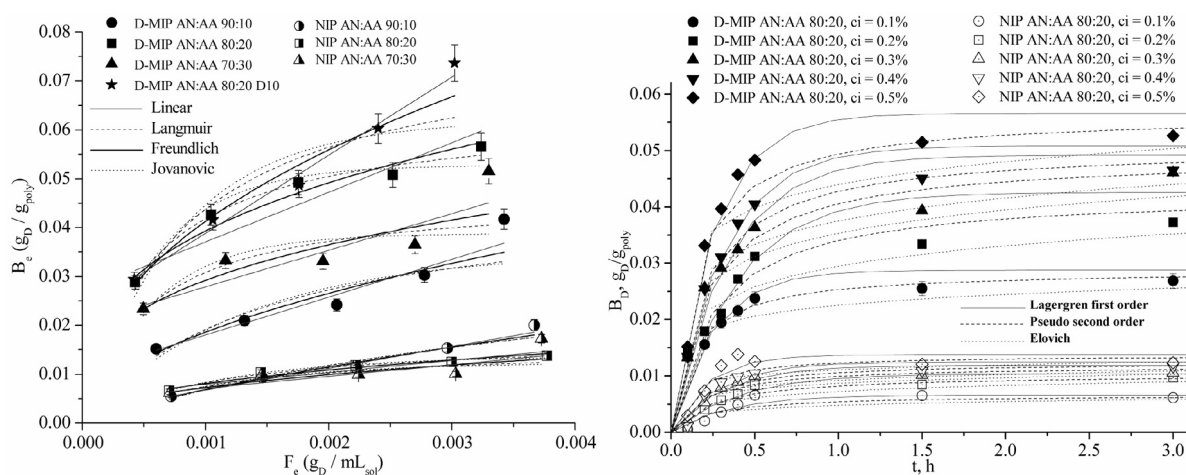 D-MIP AN:AA 90:10
D-MIP AN:AA 80:20
D-MIP AN:AA 70:30
D-MIP AN:AA 80:20 D10
NIP AN:AA 90:10
NIP AN:AA 80:20
NIP AN:AA 70:30
Linear
Langmuir
Freundlich
Jovanovic
0.08
0.07
0.06
0.05
0.04
0.03
0.02
0.01
0.00
B_e (g_D / g_poly)
0.000
0.001
0.002
0.003
0.004
F_e (g_D / mL_sol)
D-MIP AN:AA 80:20, ci = 0.1%
D-MIP AN:AA 80:20, ci = 0.2%
D-MIP AN:AA 80:20, ci = 0.3%
D-MIP AN:AA 80:20, ci = 0.4%
D-MIP AN:AA 80:20, ci = 0.5%
NIP AN:AA 80:20, ci = 0.1%
NIP AN:AA 80:20, ci = 0.2%
NIP AN:AA 80:20, ci = 0.3%
NIP AN:AA 80:20, ci = 0.4%
NIP AN:AA 80:20, ci = 0.5%
0.06
0.05
0.04
0.03
0.02
0.01
0.00
B_D, g_D/g_poly
Lagergren first order
Pseudo second order
Elovich
0.0
0.5
1.0
1.5
2.0
2.5
3.0
t, h